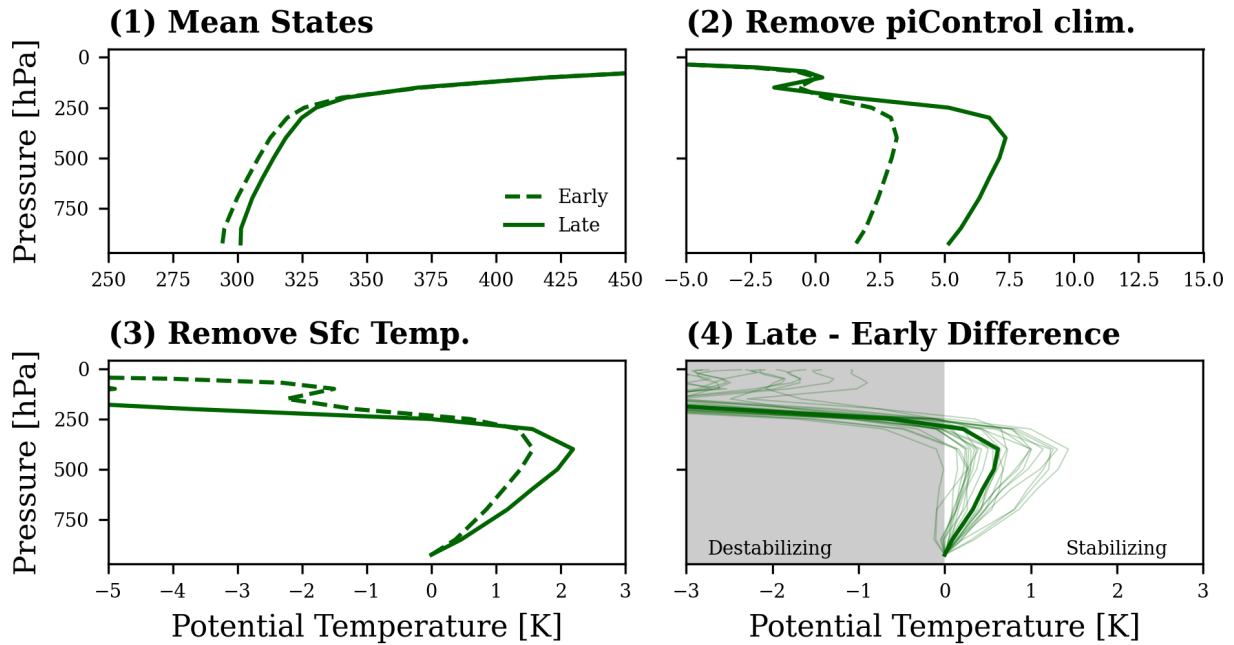 (1) Mean States
(2) Remove piControl clim.
Pressure [hPa]
0
250
500
750
Early
Late
250 275 300 325 350 375 400 425 450
−5.0 −2.5 0.0 2.5 5.0 7.5 10.0 12.5 15.0
(3) Remove Sfc Temp.
(4) Late - Early Difference
Pressure [hPa]
0
250
500
750
Destabilizing
Stabilizing
−5 −4 −3 −2 −1 0 1 2 3
−3 −2 −1 0 1 2 3
Potential Temperature [K]
Potential Temperature [K]